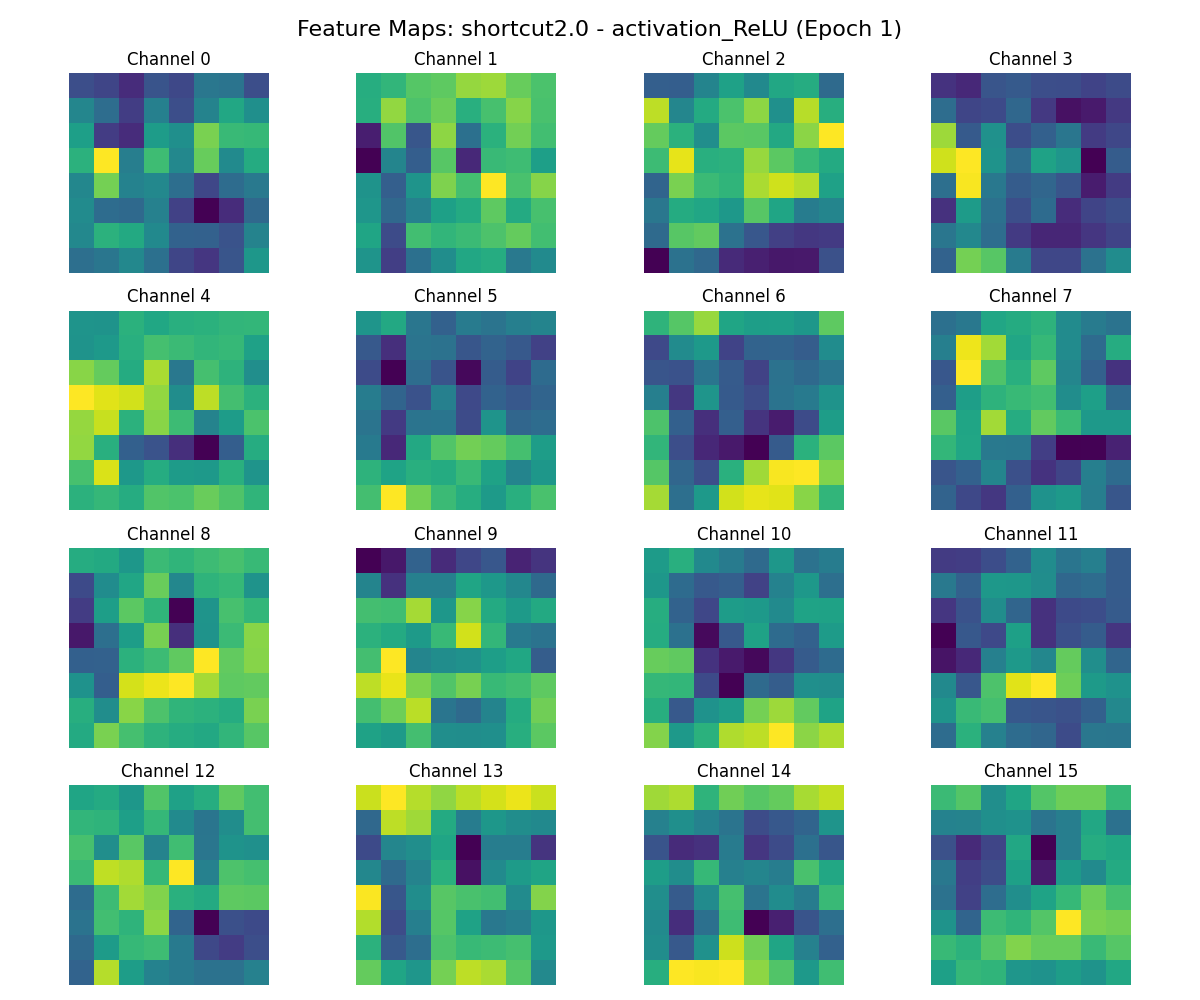 Feature Maps: shortcut2.0 - activation_ReLU (Epoch 1)
Channel 0
Channel 1
Channel 2
Channel 3
Channel 4
Channel 5
Channel 6
Channel 7
Channel 8
Channel 9
Channel 10
Channel 11
Channel 12
Channel 13
Channel 14
Channel 15